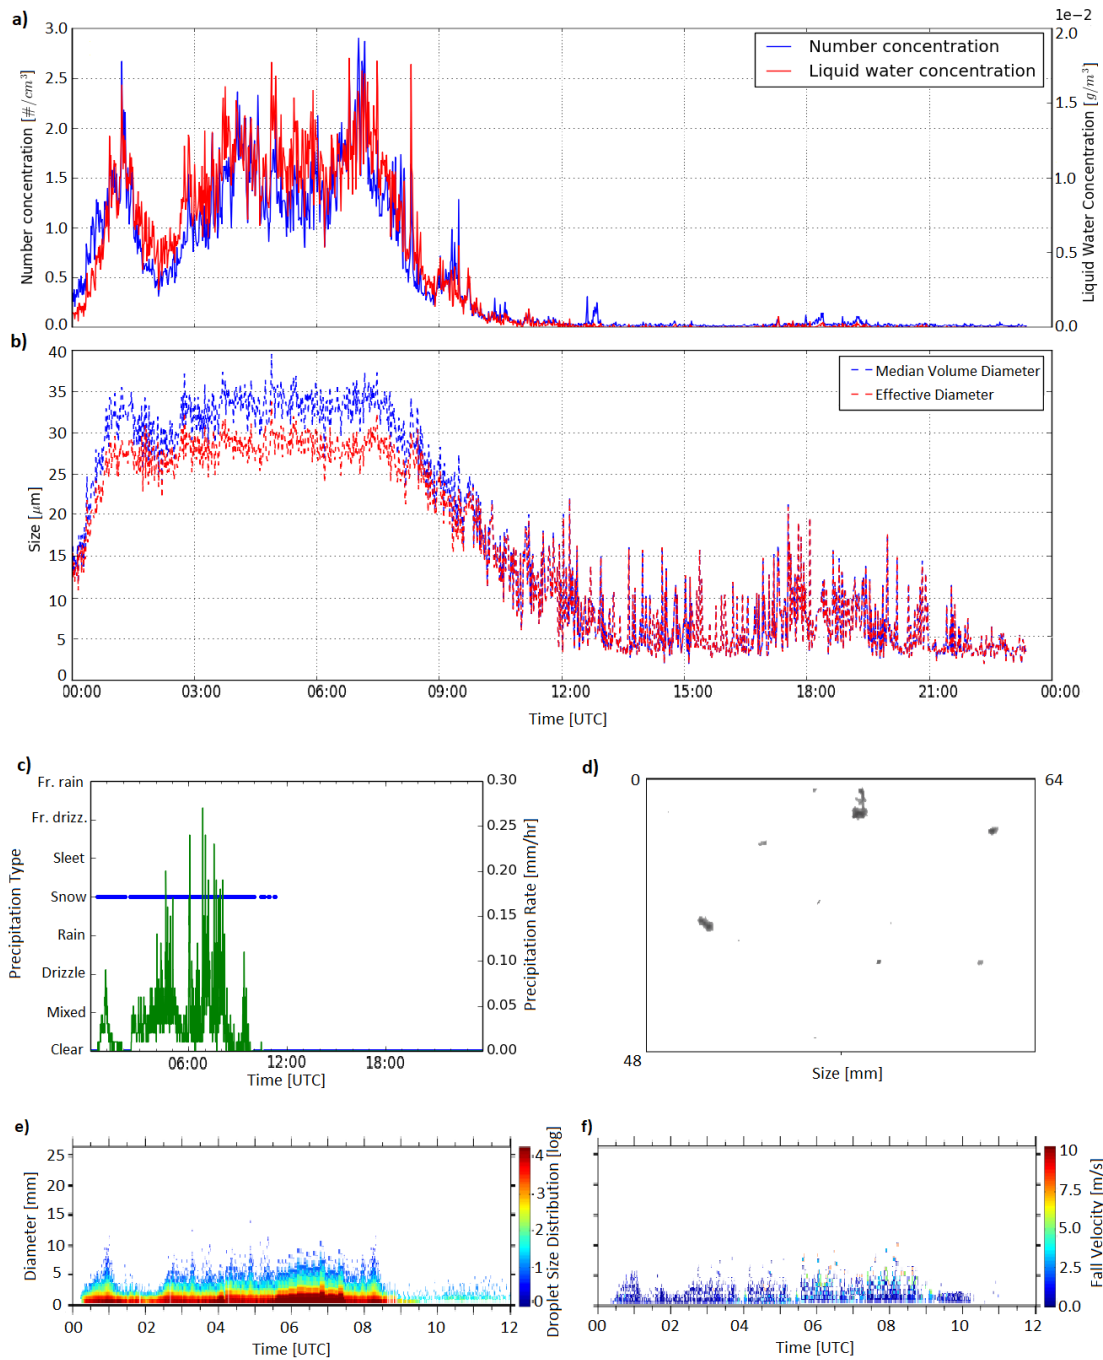 a)
1e−2
3.0
2.5
2.0
1.5
1.0
0.5
0.0
Number concentration [#/cm³]
Number concentration
Liquid water concentration
2.0
1.5
1.0
0.5
0.0
Liquid Water Concentration [g/m³]
b)
40
35
30
25
20
15
10
5
0
Size [μm]
Median Volume Diameter
Effective Diameter
00:00 03:00 06:00 09:00 12:00 15:00 18:00 21:00 00:00
Time [UTC]
c)
Fr. rain
Fr. drizz.
Sleet
Snow
Rain
Drizzle
Mixed
Clear
Precipitation Type
0.30
0.25
0.20
0.15
0.10
0.05
0.00
Precipitation Rate [mm/hr]
06:00 12:00 18:00
Time [UTC]
d)
0 64
48
Size [mm]
e)
25
20
15
10
5
0
Diameter [mm]
00 02 04 06 08 10 12
Time [UTC]
4
3
2
1
0
Droplet Size Distribution [log]
f)
00 02 04 06 08 10 12
Time [UTC]
10
7.5
5.0
2.5
0.0
Fall Velocity [m/s]